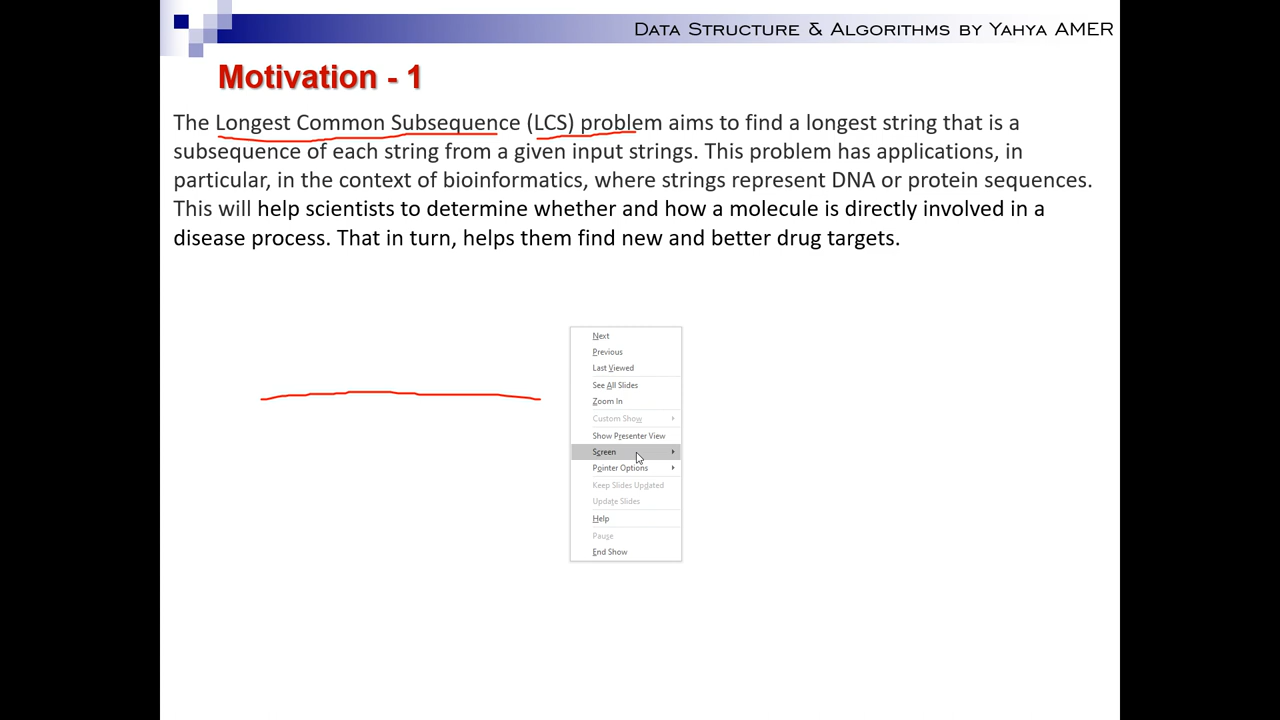 Data Structure & Algorithms by Yahya AMER
Motivation - 1
The Longest Common Subsequence (LCS) problem aims to find a longest string that is a
subsequence of each string from a given input strings. This problem has applications, in
particular, in the context of bioinformatics, where strings represent DNA or protein sequences.
This will help scientists to determine whether and how a molecule is directly involved in a
disease process. That in turn, helps them find new and better drug targets.
Next
Previous
Last Viewed
See All Slides
Zoom In
Custom Show
Show Presenter View
Screen
Pointer Options
Keep Slides Updated
Update Slides
Help
Pause
End Show